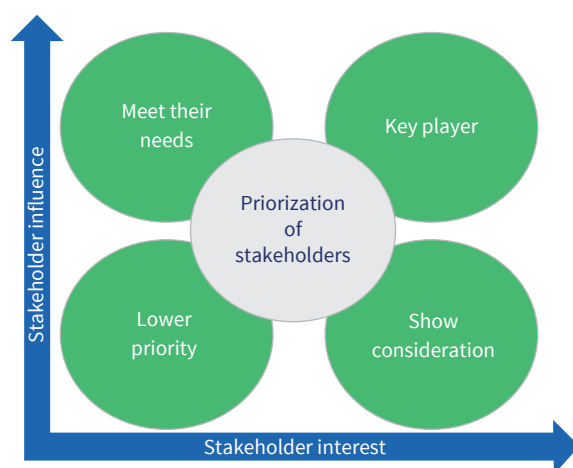 Meet their
needs
Key player
Priorization
of
stakeholders
Lower
priority
Show
consideration
Stakeholder influence
Stakeholder interest